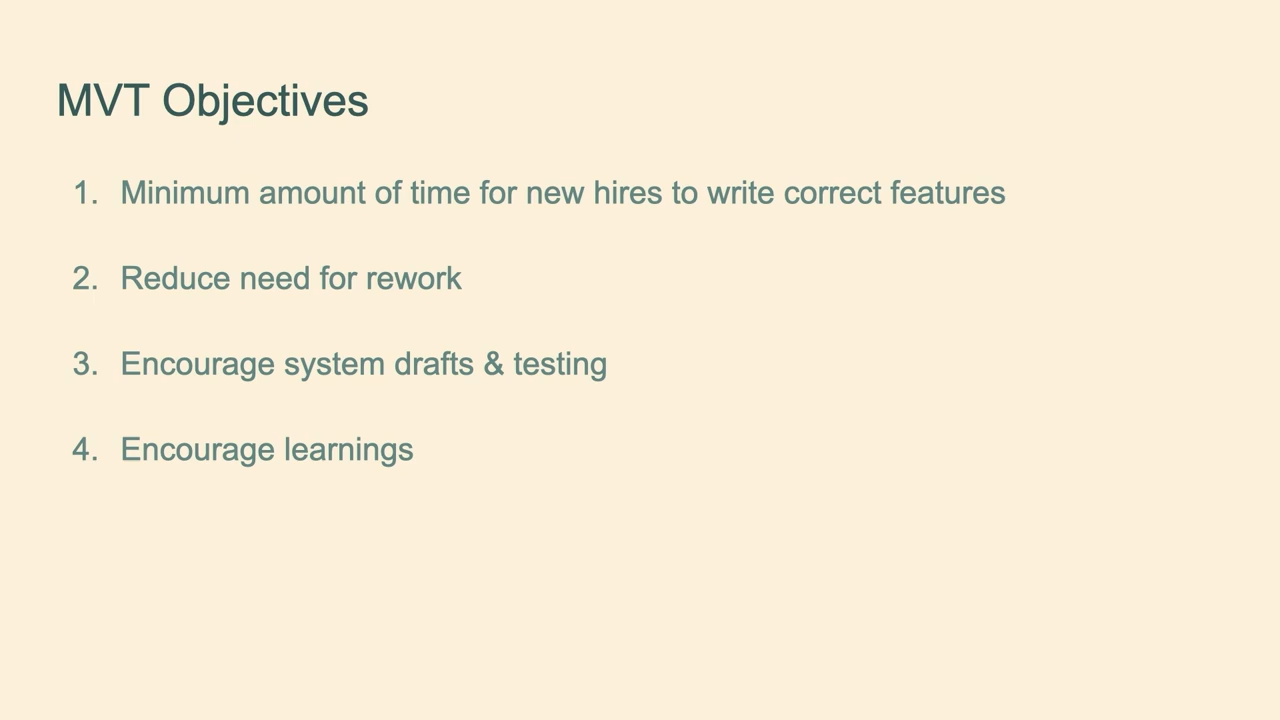 MVT Objectives
1. Minimum amount of time for new hires to write correct features
2. Reduce need for rework
3. Encourage system drafts & testing
4. Encourage learnings